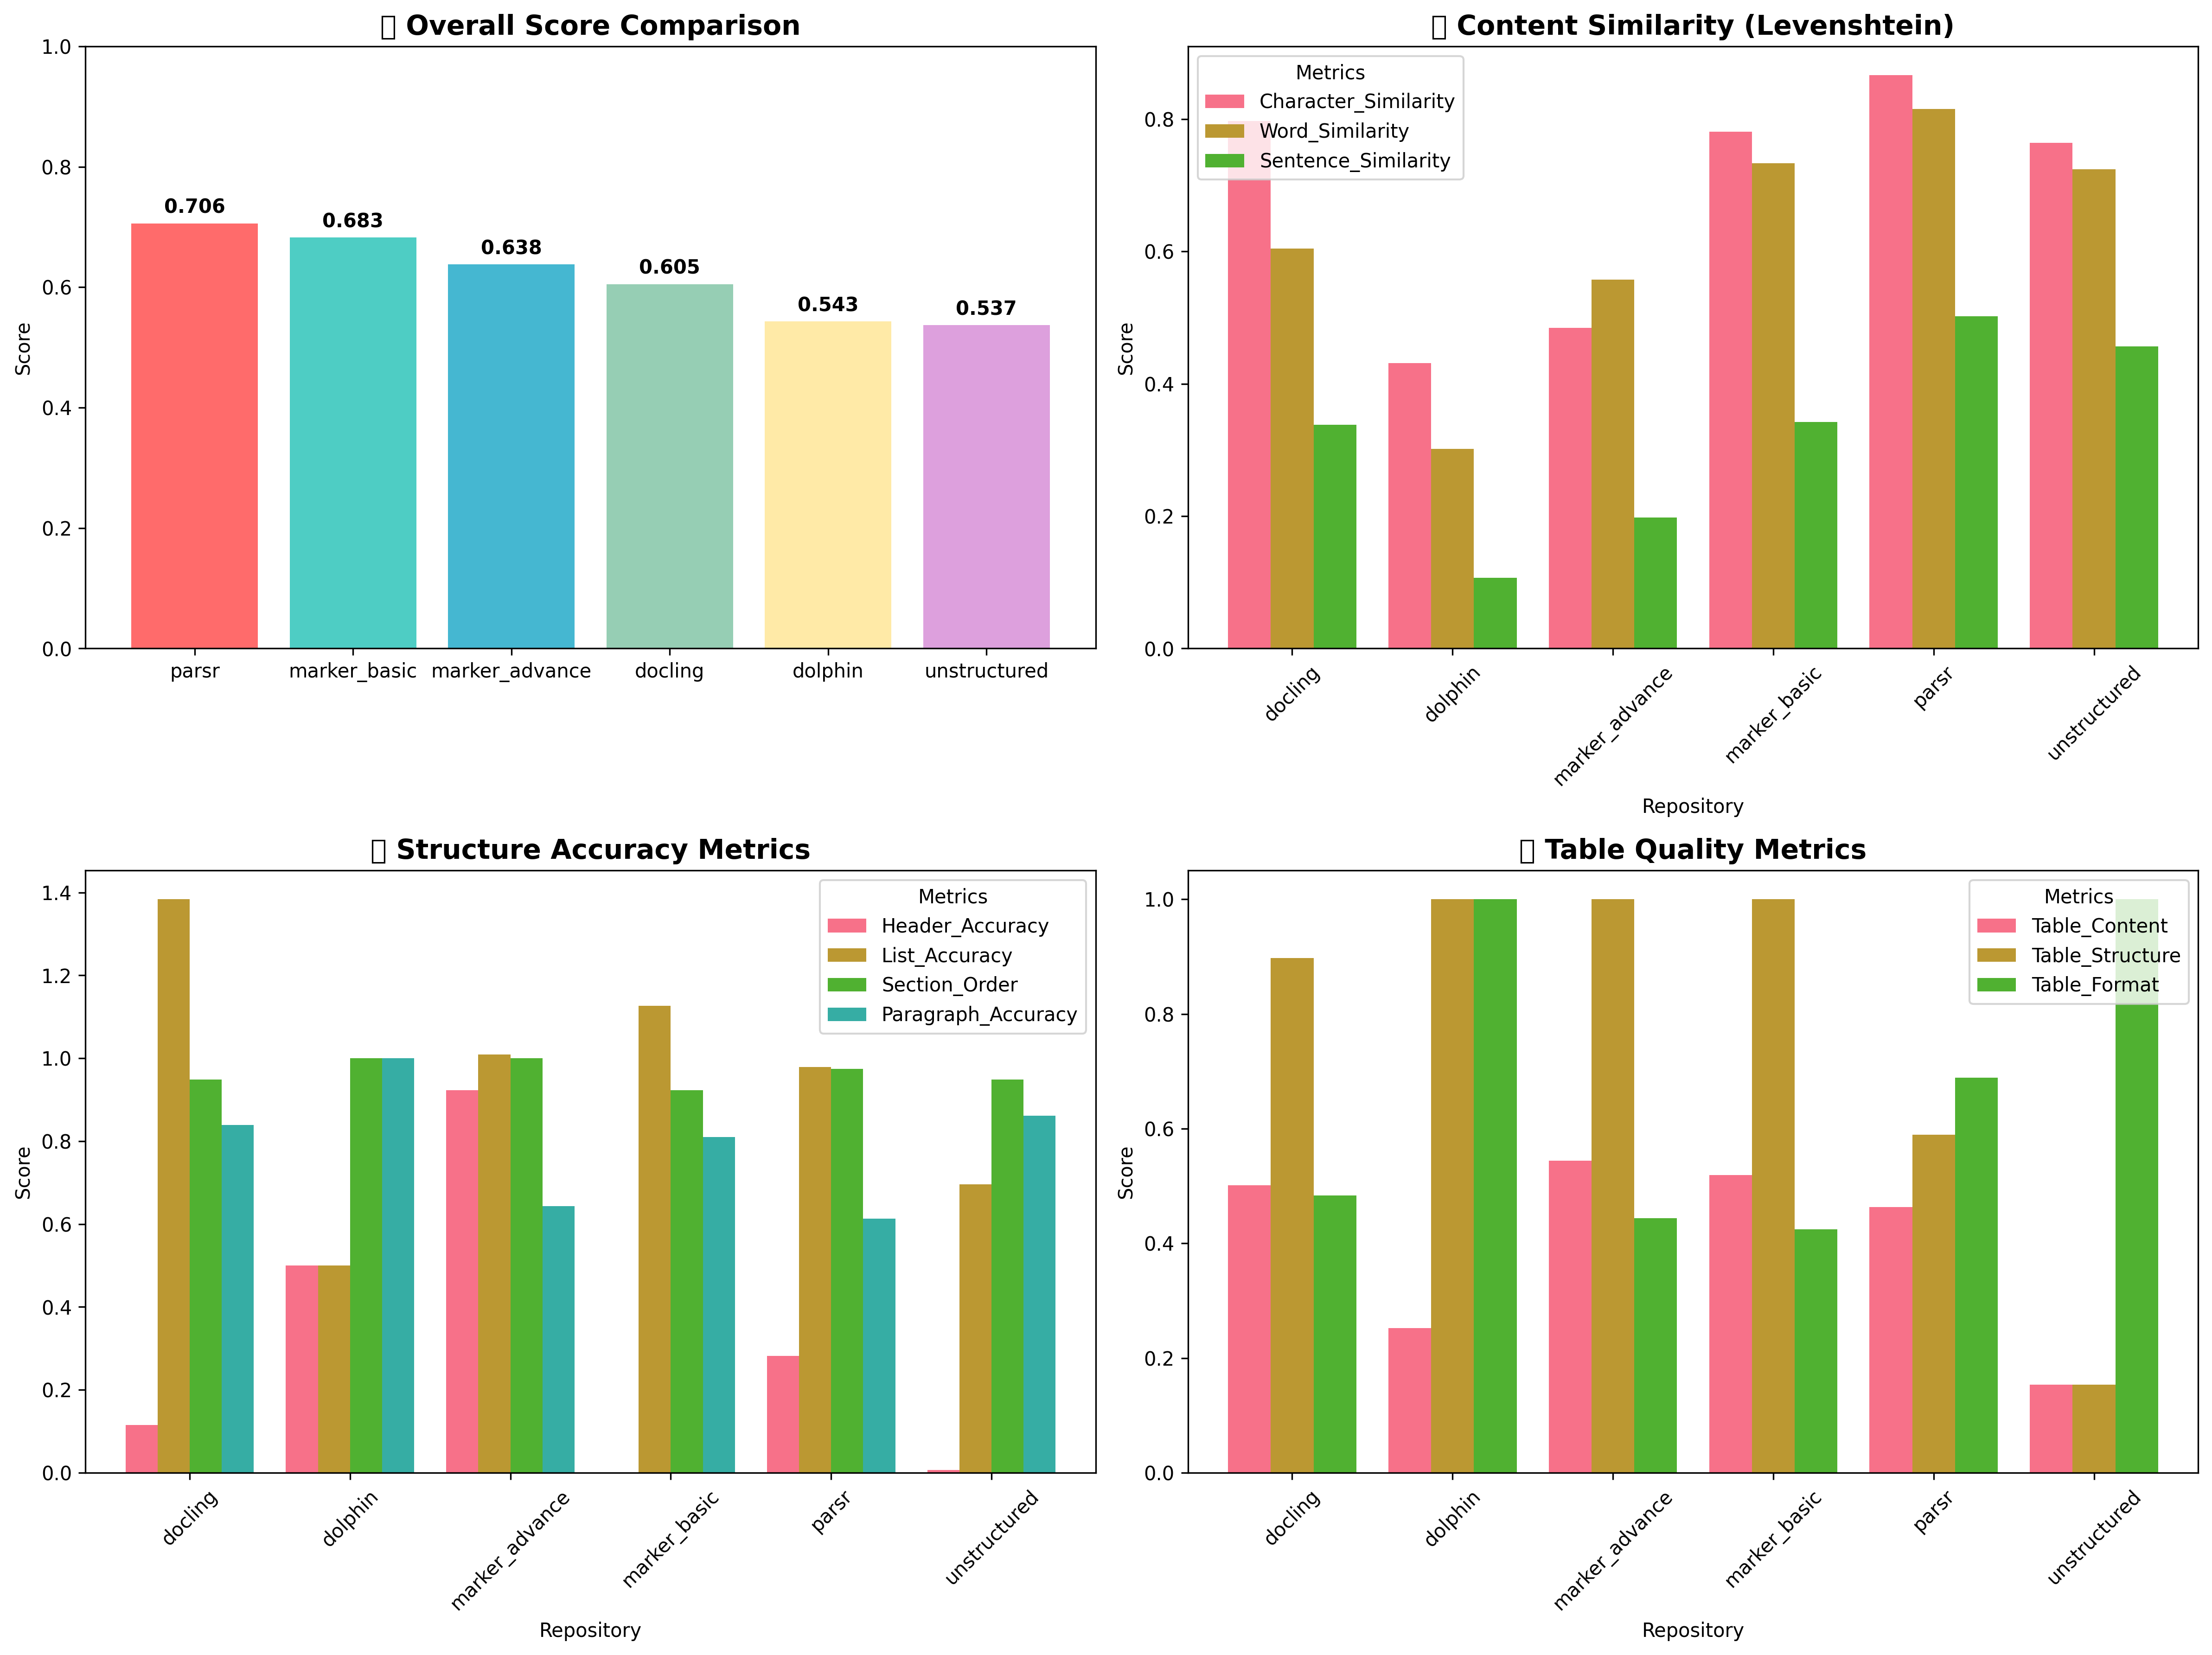 ▯ Overall Score Comparison
1.0
0.8
0.6
0.4
0.2
0.0
Score
0.706
0.683
0.638
0.605
0.543
0.537
parsr marker_basic marker_advance docling dolphin unstructured
▯ Content Similarity (Levenshtein)
Metrics
Character_Similarity
Word_Similarity
Sentence_Similarity
0.8
0.6
0.4
0.2
0.0
Score
docling dolphin marker_advance marker_basic parsr unstructured
Repository
▯ Structure Accuracy Metrics
Metrics
Header_Accuracy
List_Accuracy
Section_Order
Paragraph_Accuracy
1.4
1.2
1.0
0.8
0.6
0.4
0.2
0.0
Score
docling dolphin marker_advance marker_basic parsr unstructured
Repository
▯ Table Quality Metrics
Metrics
Table_Content
Table_Structure
Table_Format
1.0
0.8
0.6
0.4
0.2
0.0
Score
docling dolphin marker_advance marker_basic parsr unstructured
Repository